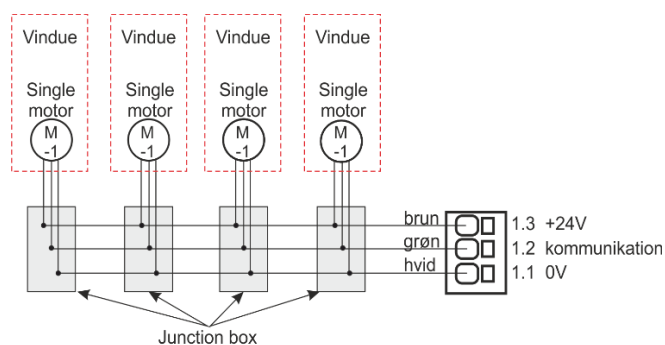 Vindue
Vindue
Vindue
Vindue
Single
motor
Single
motor
Single
motor
Single
motor
M
-1
M
-1
M
-1
M
-1
brun
1.3 +24V
grøn
1.2 kommunikation
hvid
1.1 0V
Junction box